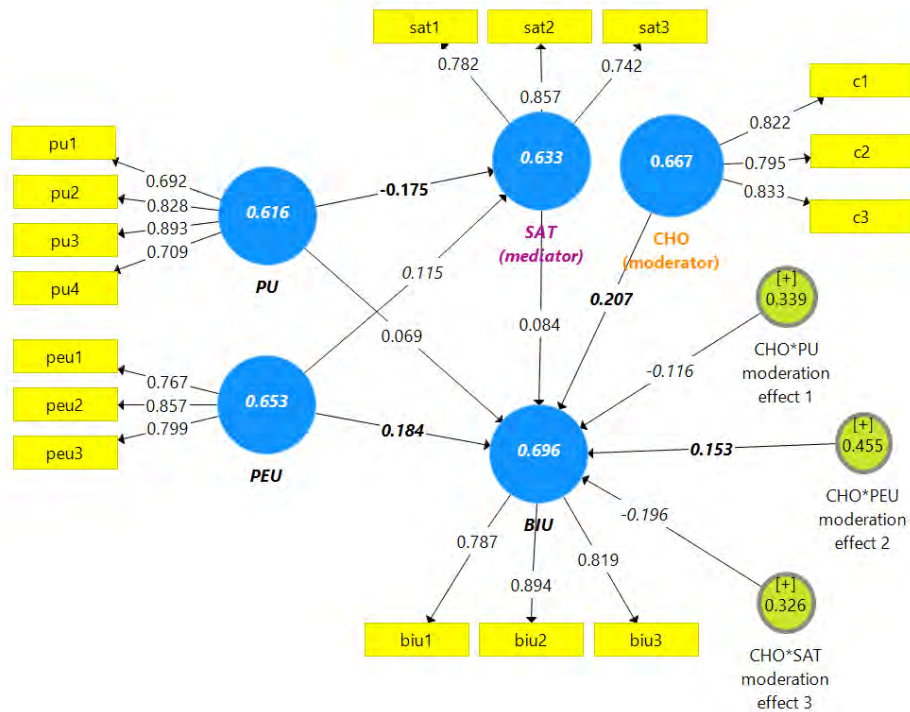 sat1
sat2
sat3
0.782
0.857
0.742
c1
c2
c3
0.822
0.795
0.833
pu1
pu2
pu3
pu4
0.692
0.828
0.893
0.709
0.616
PU
-0.175
0.633
SAT
(mediator)
0.667
CHO
(moderator)
0.115
0.069
0.084
0.207
[+]
0.339
CHO*PU
moderation
effect 1
-0.116
peu1
peu2
peu3
0.767
0.857
0.799
0.653
PEU
0.184
0.696
BIU
0.153
[+]
0.455
CHO*PEU
moderation
effect 2
-0.196
[+]
0.326
CHO*SAT
moderation
effect 3
0.787
0.894
0.819
biu1
biu2
biu3